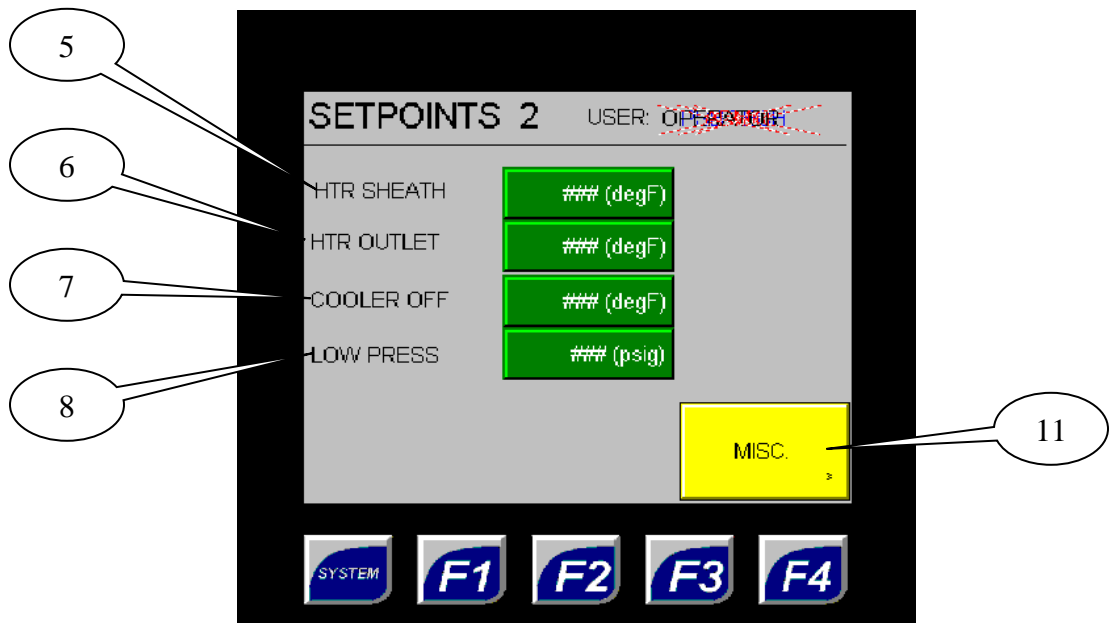 5
SETPOINTS 2 USER:
6
HTR SHEATH ### (degF)
HTR OUTLET ### (degF)
7
COOLER OFF ### (degF)
LOW PRESS ### (psig)
8
11
MISC.
>
SYSTEM F1 F2 F3 F4